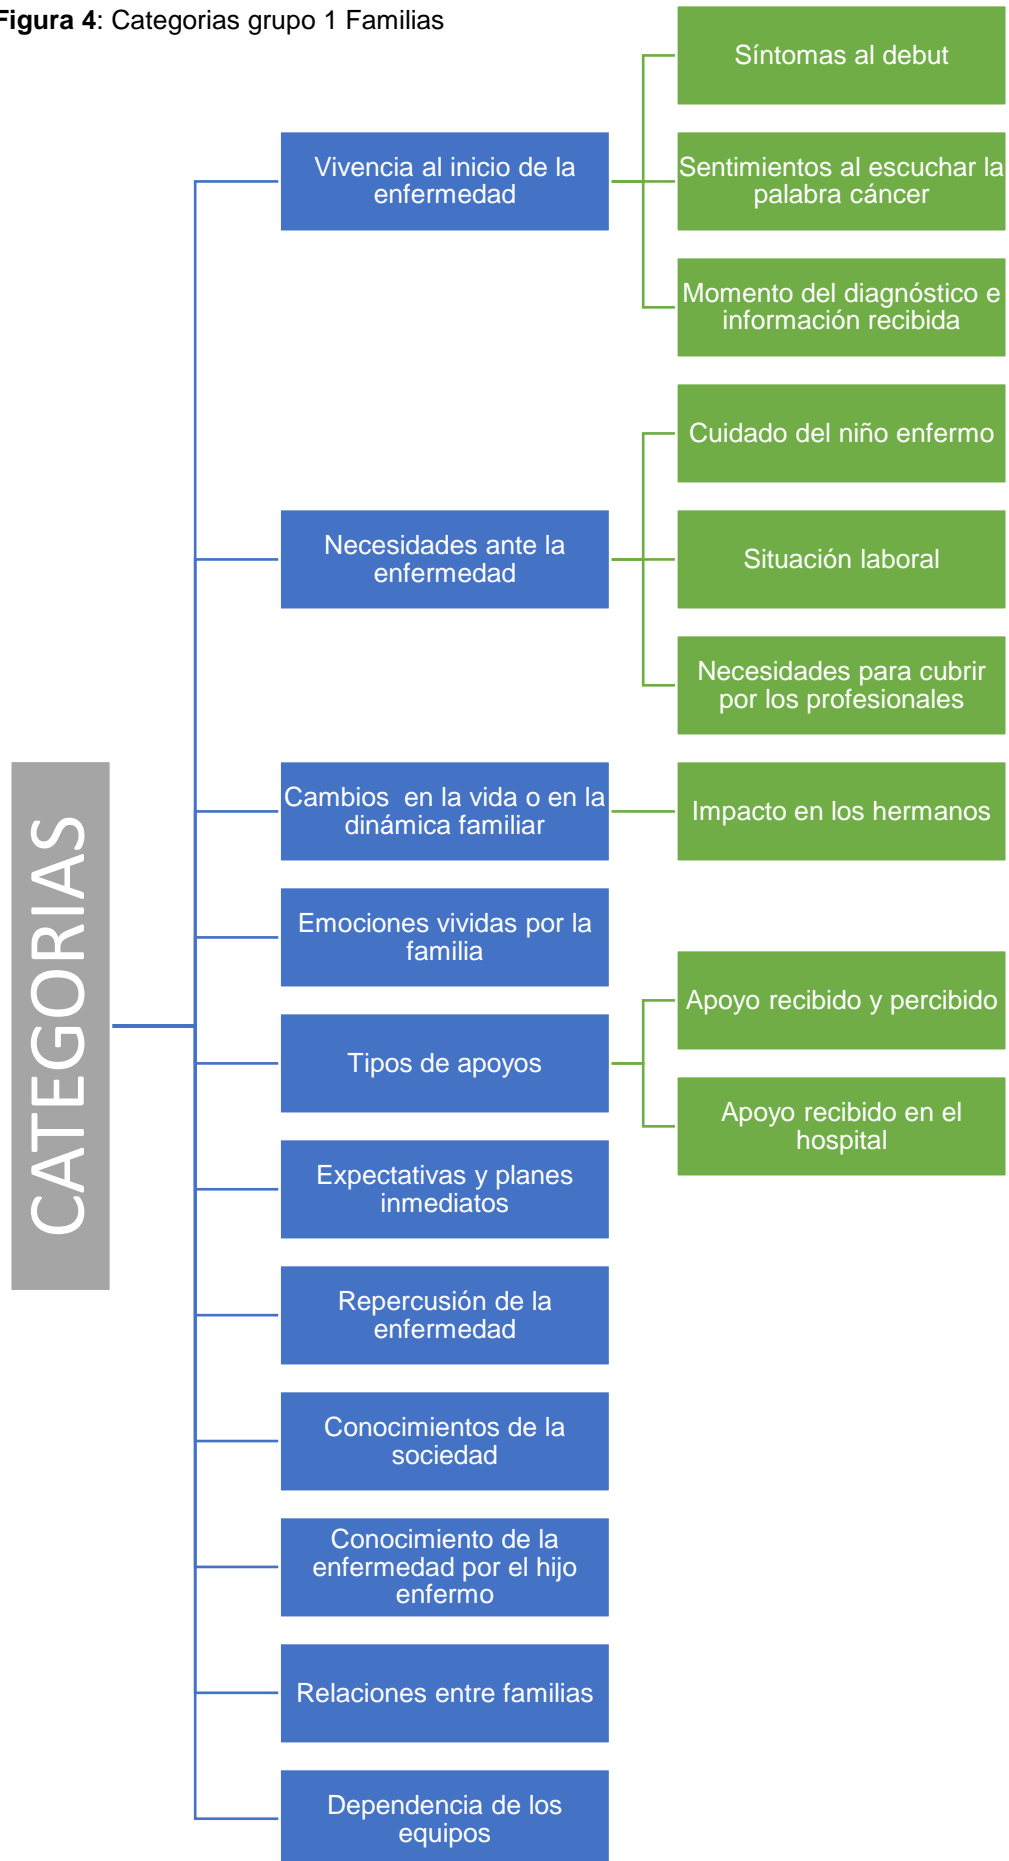 Figura 4: Categorias grupo 1 Familias
CATEGORIAS
Vivencia al inicio de la
enfermedad
Síntomas al debut
Sentimientos al escuchar la
palabra cáncer
Momento del diagnóstico e
información recibida
Necesidades ante la
enfermedad
Cuidado del niño enfermo
Situación laboral
Necesidades para cubrir
por los profesionales
Cambios en la vida o en la
dinámica familiar
Impacto en los hermanos
Emociones vividas por la
familia
Tipos de apoyos
Apoyo recibido y percibido
Apoyo recibido en el
hospital
Expectativas y planes
inmediatos
Repercusión de la
enfermedad
Conocimientos de la
sociedad
Conocimiento de la
enfermedad por el hijo
enfermo
Relaciones entre familias
Dependencia de los
equipos